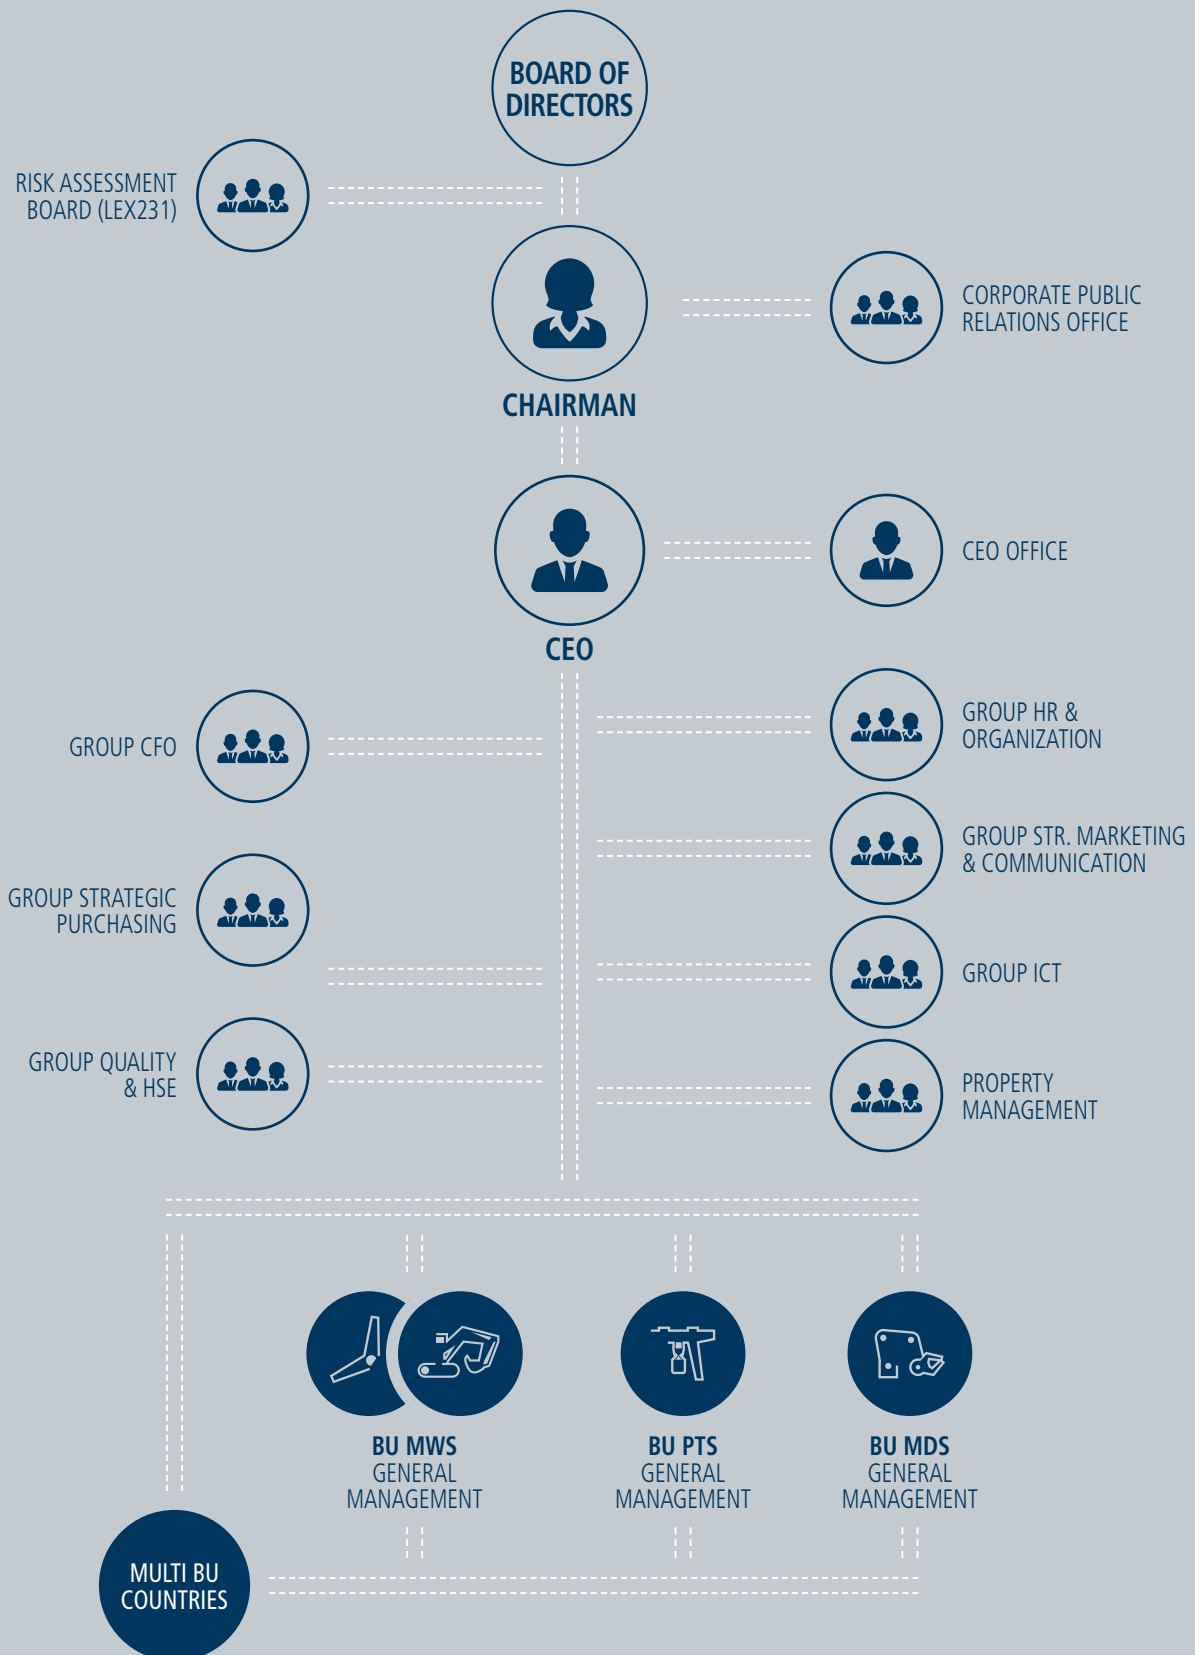 BOARD OF
DIRECTORS
RISK ASSESSMENT
BOARD (LEX231)
CORPORATE PUBLIC
RELATIONS OFFICE
CHAIRMAN
CEO OFFICE
CEO
GROUP CFO
GROUP HR &
ORGANIZATION
GROUP STR. MARKETING
& COMMUNICATION
GROUP STRATEGIC
PURCHASING
GROUP ICT
GROUP QUALITY
& HSE
PROPERTY
MANAGEMENT
BU MWS
GENERAL
MANAGEMENT
BU PTS
GENERAL
MANAGEMENT
BU MDS
GENERAL
MANAGEMENT
MULTI BU
COUNTRIES